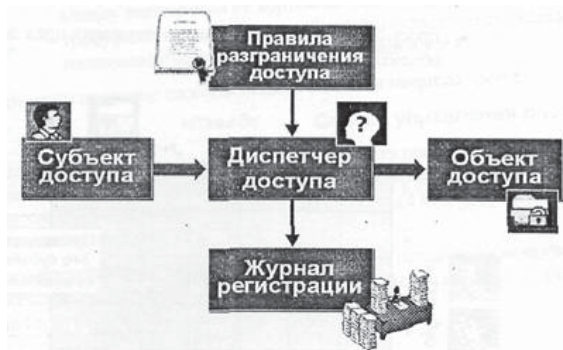 Правила
разграничения
доступа
?
Субъект
доступа
Диспетчер
доступа
Объект
доступа
Журнал
регистрации